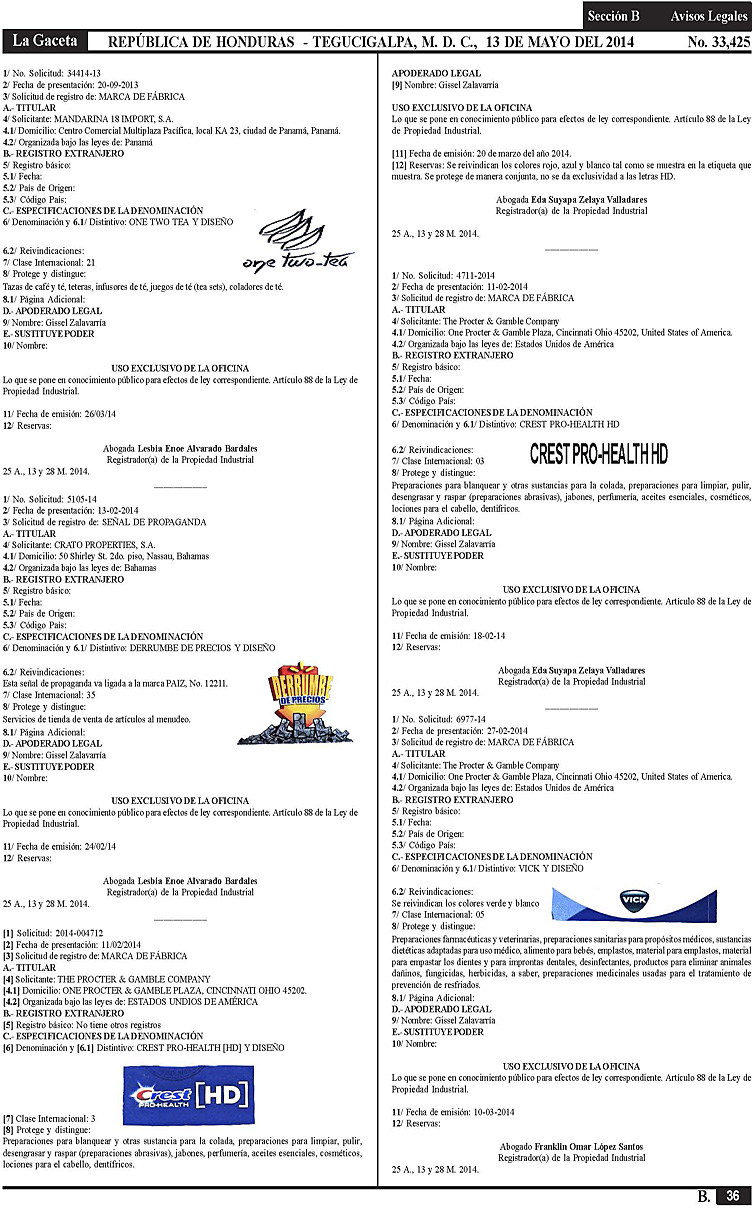 Sección B Avisos Legales
La Gaceta REPÚBLICA DE HONDURAS - TEGUCIGALPA, M. D. C., 13 DE MAYO DEL 2014 No. 33,425
1/ No. Solicitud: 34414-13
2/ Fecha de presentación: 20-09-2013
3/ Solicitud de registro de: MARCA DE FÁBRICA
A.- TITULAR
4/ Solicitante: MANDARINA 18 IMPORT, S.A.
4.1/ Domicilio: Centro Comercial Multiplaza Pacífica, local KA 23, ciudad de Panamá, Panamá.
4.2/ Organizada bajo las leyes de: Panamá
B.- REGISTRO EXTRANJERO
5/ Registro básico:
5.1/ Fecha:
5.2/ País de Origen:
5.3/ Código País:
C.- ESPECIFICACIONES DE LA DENOMINACIÓN
6/ Denominación y 6.1/ Distintivo: ONE TWO TEA Y DISEÑO
one two-tea
6.2/ Reivindicaciones:
7/ Clase Internacional: 21
8/ Protege y distingue:
Tazas de café y té, teteras, infusores de té, juegos de té (tea sets), coladores de té.
8.1/ Página Adicional:
D.- APODERADO LEGAL
9/ Nombre: Gissel Zalavarría
E.- SUSTITUYE PODER
10/ Nombre:
USO EXCLUSIVO DE LA OFICINA
Lo que se pone en conocimiento público para efectos de ley correspondiente. Artículo 88 de la Ley de
Propiedad Industrial.
11/ Fecha de emisión: 26/03/14
12/ Reservas:
Abogada Lesbia Enoe Alvarado Bardales
Registrador(a) de la Propiedad Industrial
25 A., 13 y 28 M. 2014.
1/ No. Solicitud: 5105-14
2/ Fecha de presentación: 13-02-2014
3/ Solicitud de registro de: SEÑAL DE PROPAGANDA
A.- TITULAR
4/ Solicitante: CRATO PROPERTIES, S.A.
4.1/ Domicilio: 50 Shirley St. 2do. piso, Nassau, Bahamas
4.2/ Organizada bajo las leyes de: Bahamas
B.- REGISTRO EXTRANJERO
5/ Registro básico:
5.1/ Fecha:
5.2/ País de Origen:
5.3/ Código País:
C.- ESPECIFICACIONES DE LA DENOMINACIÓN
6/ Denominación y 6.1/ Distintivo: DERRUMBE DE PRECIOS Y DISEÑO
DERRUMBE
DE PRECIOS
6.2/ Reivindicaciones:
Esta señal de propaganda va ligada a la marca PAIZ, No. 12211.
7/ Clase Internacional: 35
8/ Protege y distingue:
Servicios de tienda de venta de artículos al menudeo.
8.1/ Página Adicional:
D.- APODERADO LEGAL
9/ Nombre: Gissel Zalavarría
E.- SUSTITUYE PODER
10/ Nombre:
USO EXCLUSIVO DE LA OFICINA
Lo que se pone en conocimiento público para efectos de ley correspondiente. Artículo 88 de la Ley de
Propiedad Industrial.
11/ Fecha de emisión: 24/02/14
12/ Reservas:
Abogada Lesbia Enoe Alvarado Bardales
Registrador(a) de la Propiedad Industrial
25 A., 13 y 28 M. 2014.
[1] Solicitud: 2014-004712
[2] Fecha de presentación: 11/02/2014
[3] Solicitud de registro de: MARCA DE FÁBRICA
A.- TITULAR
[4] Solicitante: THE PROCTER & GAMBLE COMPANY
[4.1] Domicilio: ONE PROCTER & GAMBLE PLAZA, CINCINNATI OHIO 45202.
[4.2] Organizada bajo las leyes de: ESTADOS UNDIOS DE AMÉRICA
B.- REGISTRO EXTRANJERO
[5] Registro básico: No tiene otros registros
C.- ESPECIFICACIONES DE LA DENOMINACIÓN
[6] Denominación y [6.1] Distintivo: CREST PRO-HEALTH [HD] Y DISEÑO
Crest [HD]
PRO-HEALTH
[7] Clase Internacional: 3
[8] Protege y distingue:
Preparaciones para blanquear y otras sustancia para la colada, preparaciones para limpiar, pulir,
desengrasar y raspar (preparaciones abrasivas), jabones, perfumería, aceites esenciales, cosméticos,
lociones para el cabello, dentífricos.
APODERADO LEGAL
[9] Nombre: Gissel Zalavarría
USO EXCLUSIVO DE LA OFICINA
Lo que se pone en conocimiento público para efectos de ley correspondiente. Artículo 88 de la Ley
de Propiedad Industrial.
[11] Fecha de emisión: 20 de marzo del año 2014.
[12] Reservas: Se reivindican los colores rojo, azul y blanco tal como se muestra en la etiqueta que
muestra. Se protege de manera conjunta, no se da exclusividad a las letras HD.
Abogada Eda Suyapa Zelaya Valladares
Registrador(a) de la Propiedad Industrial
25 A., 13 y 28 M. 2014.
1/ No. Solicitud: 4711-2014
2/ Fecha de presentación: 11-02-2014
3/ Solicitud de registro de: MARCA DE FÁBRICA
A.- TITULAR
4/ Solicitante: The Procter & Gamble Company
4.1/ Domicilio: One Procter & Gamble Plaza, Cincinnati Ohio 45202, United States of America.
4.2/ Organizada bajo las leyes de: Estados Unidos de América
B.- REGISTRO EXTRANJERO
5/ Registro básico:
5.1/ Fecha:
5.2/ País de Origen:
5.3/ Código País:
C.- ESPECIFICACIONES DE LA DENOMINACIÓN
6/ Denominación y 6.1/ Distintivo: CREST PRO-HEALTH HD
CREST PRO-HEALTH HD
6.2/ Reivindicaciones:
7/ Clase Internacional: 03
8/ Protege y distingue:
Preparaciones para blanquear y otras sustancias para la colada, preparaciones para limpiar, pulir,
desengrasar y raspar (preparaciones abrasivas), jabones, perfumería, aceites esenciales, cosméticos,
lociones para el cabello, dentífricos.
8.1/ Página Adicional:
D.- APODERADO LEGAL
9/ Nombre: Gissel Zalavarría
E.- SUSTITUYE PODER
10/ Nombre:
USO EXCLUSIVO DE LA OFICINA
Lo que se pone en conocimiento público para efectos de ley correspondiente. Artículo 88 de la Ley de
Propiedad Industrial.
11/ Fecha de emisión: 18-02-14
12/ Reservas:
Abogada Eda Suyapa Zelaya Valladares
Registrador(a) de la Propiedad Industrial
25 A., 13 y 28 M. 2014.
1/ No. Solicitud: 6977-14
2/ Fecha de presentación: 27-02-2014
3/ Solicitud de registro de: MARCA DE FÁBRICA
A.- TITULAR
4/ Solicitante: The Procter & Gamble Company
4.1/ Domicilio: One Procter & Gamble Plaza, Cincinnati Ohio 45202, United States of America.
4.2/ Organizada bajo las leyes de: Estados Unidos de América
B.- REGISTRO EXTRANJERO
5/ Registro básico:
5.1/ Fecha:
5.2/ País de Origen:
5.3/ Código País:
C.- ESPECIFICACIONES DE LA DENOMINACIÓN
6/ Denominación y 6.1/ Distintivo: VICK Y DISEÑO
VICK
6.2/ Reivindicaciones:
Se reivindican los colores verde y blanco
7/ Clase Internacional: 05
8/ Protege y distingue:
Preparaciones farmacéuticas y veterinarias, preparaciones sanitarias para propósitos médicos, sustancias
dietéticas adaptadas para uso médico, alimento para bebés, emplastos, material para emplastos, material
para empastar los dientes y para improntas dentales, desinfectantes, productos para eliminar animales
dañinos, fungicidas, herbicidas, a saber, preparaciones medicinales usadas para el tratamiento de
prevención de resfriados.
8.1/ Página Adicional:
D.- APODERADO LEGAL
9/ Nombre: Gissel Zalavarría
E.- SUSTITUYE PODER
10/ Nombre:
USO EXCLUSIVO DE LA OFICINA
Lo que se pone en conocimiento público para efectos de ley correspondiente. Artículo 88 de la Ley de
Propiedad Industrial.
11/ Fecha de emisión: 10-03-2014
12/ Reservas:
Abogado Franklin Omar López Santos
Registrador(a) de la Propiedad Industrial
25 A., 13 y 28 M. 2014.
B. 36